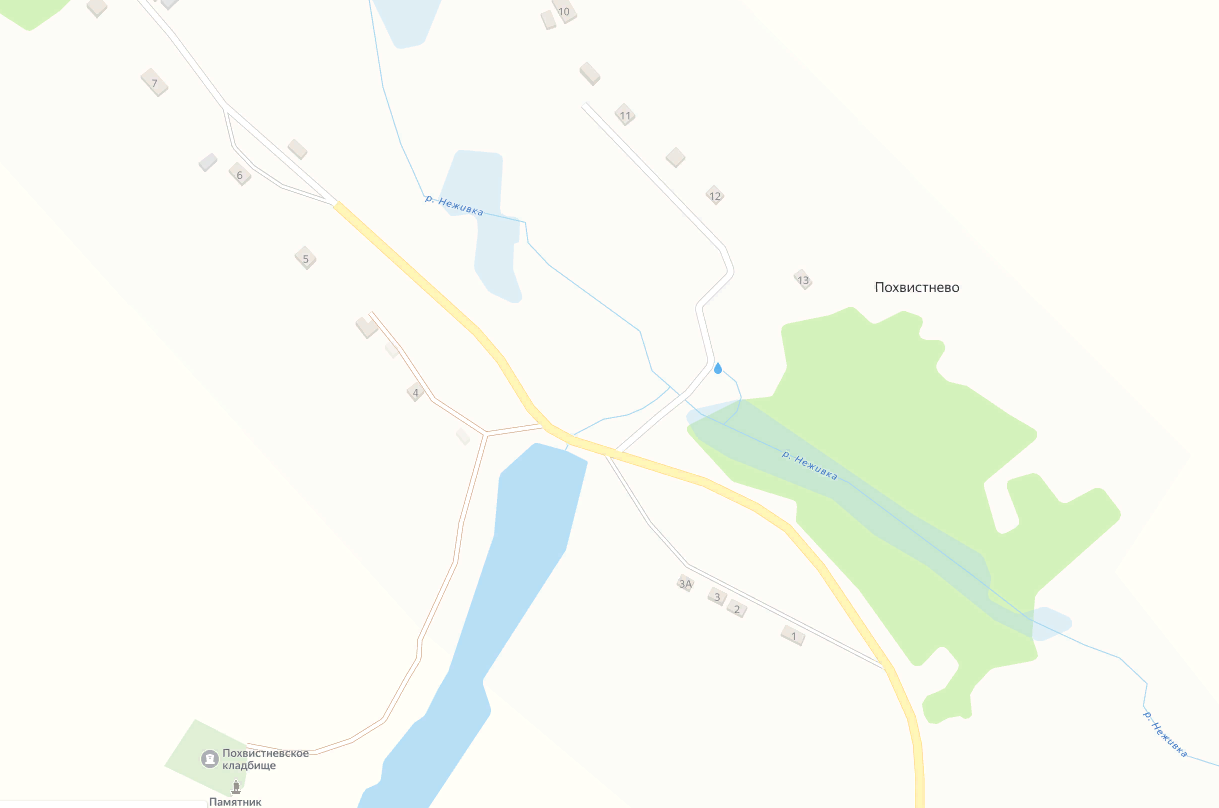 10
7
11
6
12
р. Неживка
5
13
Похвистнево
4
р. Неживка
3А
3
2
1
р. Неживка
Похвистневское
кладбище
Памятник